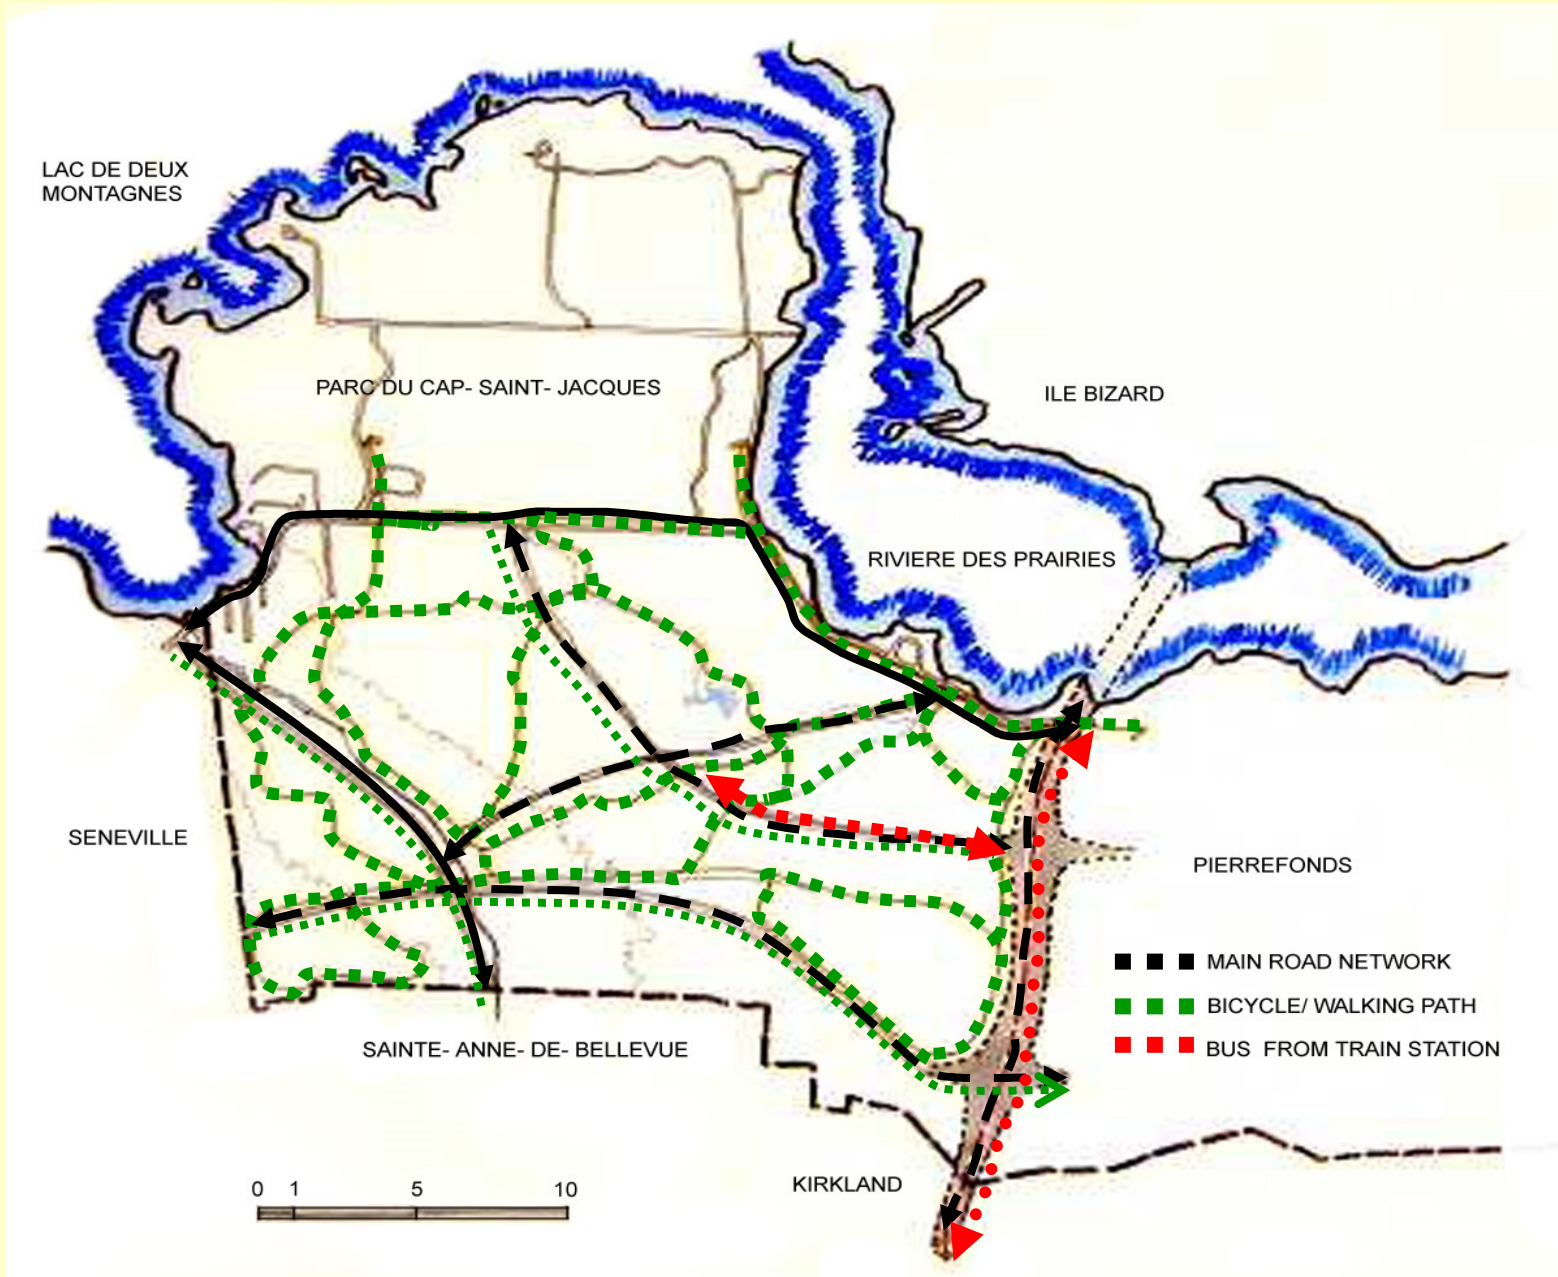 LAC DE DEUX
MONTAGNES
PARC DU CAP- SAINT- JACQUES
ILE BIZARD
RIVIERE DES PRAIRIES
SENEVILLE
PIERREFONDS
MAIN ROAD NETWORK
BICYCLE/ WALKING PATH
BUS FROM TRAIN STATION
SAINTE- ANNE- DE- BELLEVUE
KIRKLAND
0 1 5 10